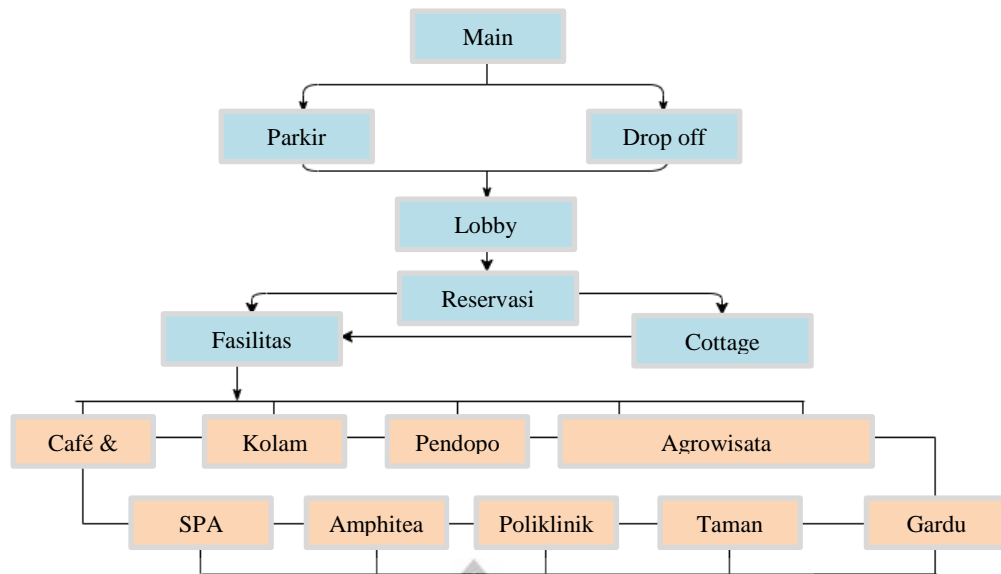 Main
Parkir
Drop off
Lobby
Reservasi
Fasilitas
Cottage
Café &
Kolam
Pendopo
Agrowisata
SPA
Amphitea
Poliklinik
Taman
Gardu